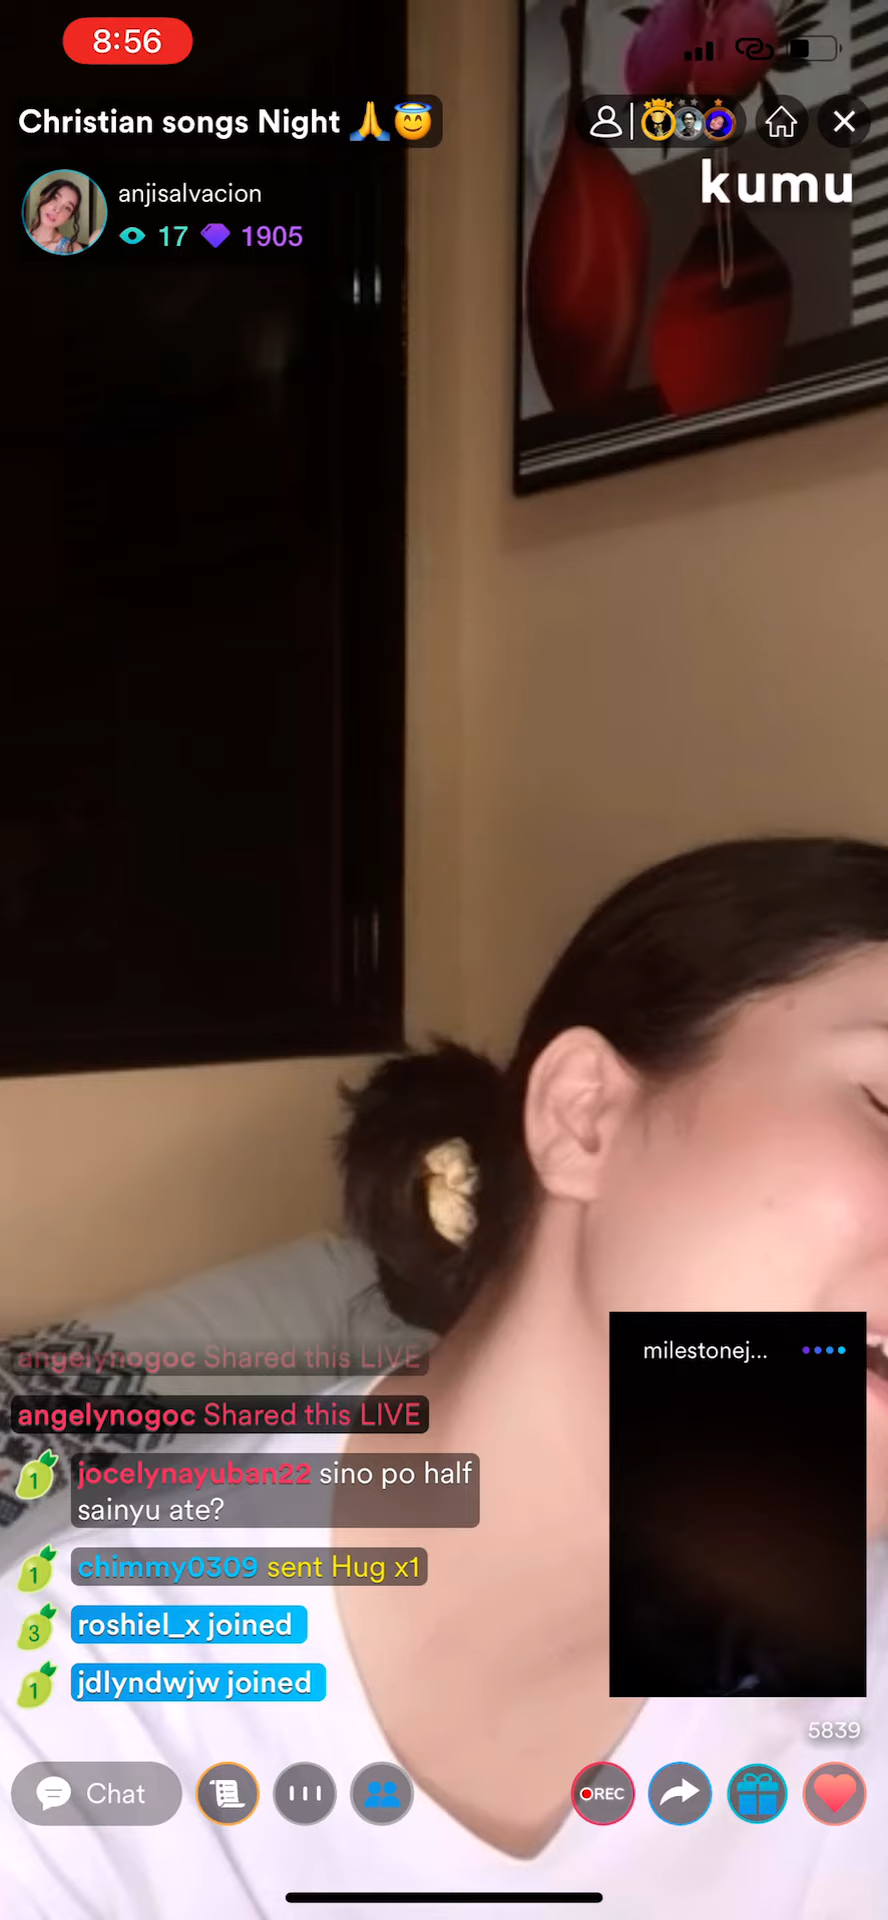 8:56
Christian songs Night 🙏😇
kumu
anjisalvacion
17 1905
angelynogoc Shared this LIVE
angelynogoc Shared this LIVE
1 jocelynayuban22 sino po half
sainyu ate?
1 chimmy0309 sent Hug x1
3 roshiel_x joined
1 jdlyndwjw joined
milestonej...
5839
Chat
REC